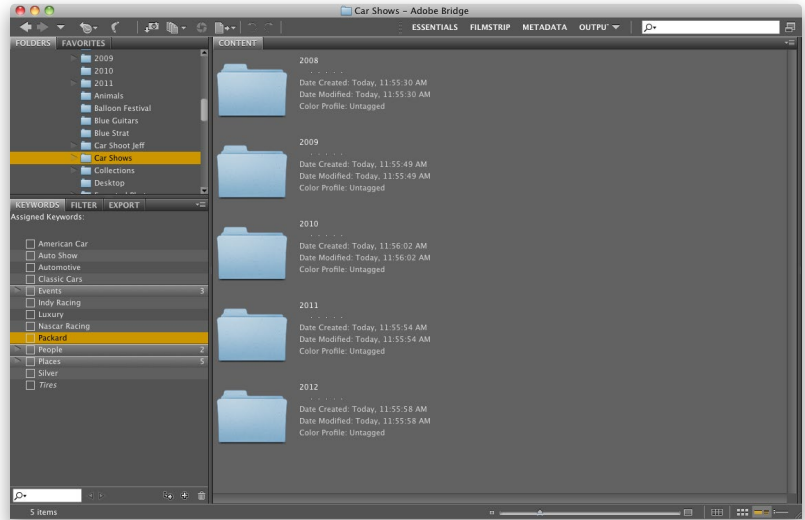 Car Shows – Adobe Bridge
ESSENTIALS FILMSTRIP METADATA OUTPUT
FOLDERS FAVORITES
2009
2010
2011
Animals
Balloon Festival
Blue Guitars
Blue Strat
Car Shoot Jeff
Car Shows
Collections
Desktop
KEYWORDS FILTER EXPORT
Assigned Keywords:
American Car
Auto Show
Automotive
Classic Cars
Events 3
Indy Racing
Luxury
Nascar Racing
Packard
People 2
Places 5
Silver
Tires
CONTENT
2008
Date Created: Today, 11:55:30 AM
Date Modified: Today, 11:55:30 AM
Color Profile: Untagged
2009
Date Created: Today, 11:55:49 AM
Date Modified: Today, 11:55:49 AM
Color Profile: Untagged
2010
Date Created: Today, 11:56:02 AM
Date Modified: Today, 11:56:02 AM
Color Profile: Untagged
2011
Date Created: Today, 11:55:54 AM
Date Modified: Today, 11:55:54 AM
Color Profile: Untagged
2012
Date Created: Today, 11:55:58 AM
Date Modified: Today, 11:55:58 AM
Color Profile: Untagged
5 items